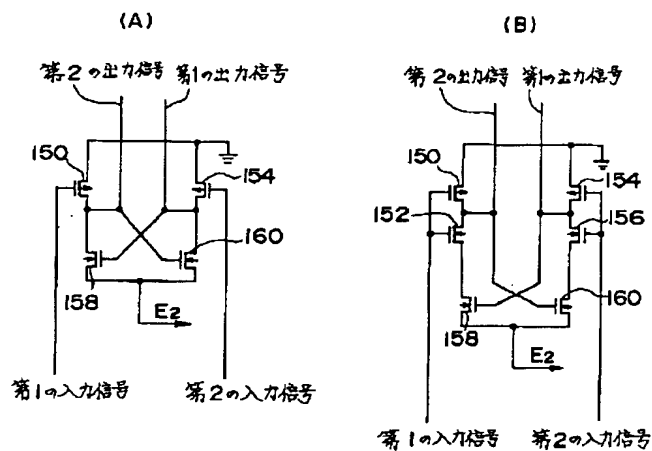 (A)
第2の出力信号
第1の出力信号
150
154
160
158
E2
第1の入力信号
第2の入力信号
(B)
第2の出力信号
第1の出力信号
150
154
152
156
160
158
E2
第1の入力信号
第2の入力信号